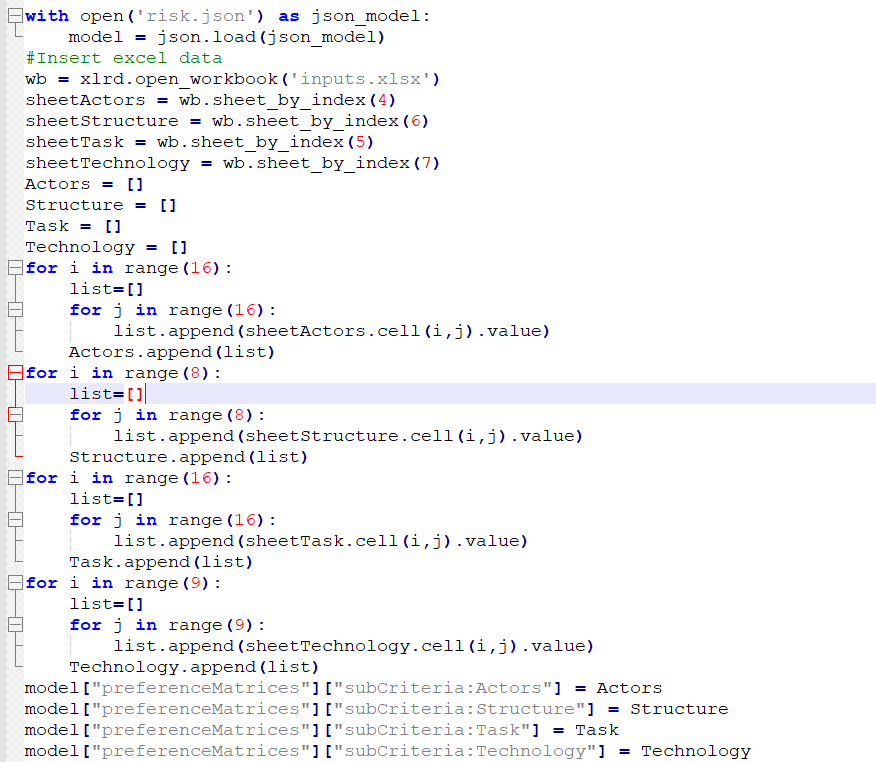 with open('risk.json') as json_model:
    model = json.load(json_model)
#Insert excel data
wb = xlrd.open_workbook('inputs.xlsx')
sheetActors = wb.sheet_by_index(4)
sheetStructure = wb.sheet_by_index(6)
sheetTask = wb.sheet_by_index(5)
sheetTechnology = wb.sheet_by_index(7)
Actors = []
Structure = []
Task = []
Technology = []
for i in range(16):
    list=[]
    for j in range(16):
        list.append(sheetActors.cell(i,j).value)
    Actors.append(list)
for i in range(8):
    list=[]
    for j in range(8):
        list.append(sheetStructure.cell(i,j).value)
    Structure.append(list)
for i in range(16):
    list=[]
    for j in range(16):
        list.append(sheetTask.cell(i,j).value)
    Task.append(list)
for i in range(9):
    list=[]
    for j in range(9):
        list.append(sheetTechnology.cell(i,j).value)
    Technology.append(list)
model["preferenceMatrices"]["subCriteria:Actors"] = Actors
model["preferenceMatrices"]["subCriteria:Structure"] = Structure
model["preferenceMatrices"]["subCriteria:Task"] = Task
model["preferenceMatrices"]["subCriteria:Technology"] = Technology